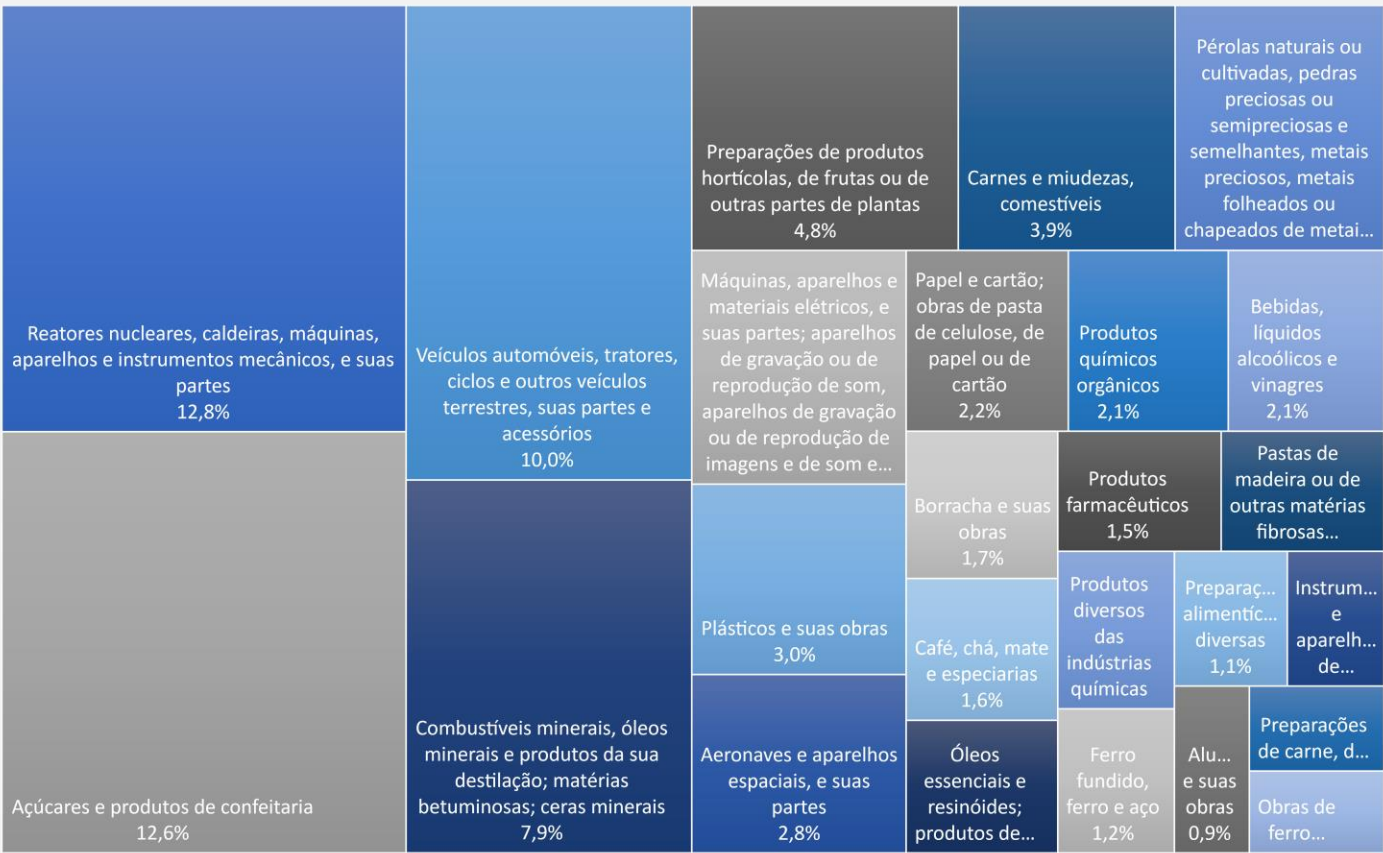 Reatores nucleares, caldeiras, máquinas,
aparelhos e instrumentos mecânicos, e suas
partes
12,8%
Açúcares e produtos de confeitaria
12,6%
Veículos automóveis, tratores,
ciclos e outros veículos
terrestres, suas partes e
acessórios
10,0%
Combustíveis minerais, óleos
minerais e produtos da sua
destilação; matérias
betuminosas; ceras minerais
7,9%
Preparações de produtos
hortícolas, de frutas ou de
outras partes de plantas
4,8%
Carnes e miudezas,
comestíveis
3,9%
Pérolas naturais ou
cultivadas, pedras
preciosas ou
semipreciosas e
semelhantes, metais
preciosos, metais
folheados ou
chapeados de metai...
Máquinas, aparelhos e
materiais elétricos, e
suas partes; aparelhos
de gravação ou de
reprodução de som,
aparelhos de gravação
ou de reprodução de
imagens e de som e...
Plásticos e suas obras
3,0%
Aeronaves e aparelhos
espaciais, e suas
partes
2,8%
Papel e cartão;
obras de pasta
de celulose, de
papel ou de
cartão
2,2%
Produtos
químicos
orgânicos
2,1%
Bebidas,
líquidos
alcoólicos e
vinagres
2,1%
Borracha e suas
obras
1,7%
Café, chá, mate
e especiarias
1,6%
Óleos
essenciais e
resinóides;
produtos de...
Produtos
farmacêuticos
1,5%
Pastas de
madeira ou de
outras matérias
fibrosas...
Produtos
diversos
das
indústrias
químicas
Ferro
fundido,
ferro e aço
1,2%
Preparaç...
alimentíc...
diversas
1,1%
Instrum...
e
aparelh...
de...
Alu...
e suas
obras
0,9%
Preparações
de carne, d...
Obras de
ferro...